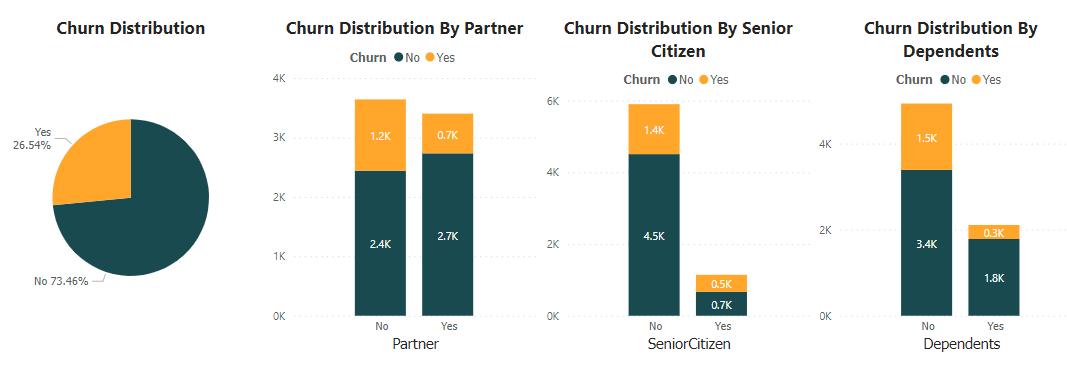 Churn Distribution
Yes
26.54%
No 73.46%
Churn Distribution By Partner
Churn No Yes
4K
3K
2K
1K
0K
1.2K
0.7K
2.4K
2.7K
No Yes
Partner
Churn Distribution By Senior
Citizen
Churn No Yes
6K
4K
2K
0K
1.4K
4.5K
0.5K
0.7K
No Yes
SeniorCitizen
Churn Distribution By
Dependents
Churn No Yes
4K
2K
0K
1.5K
3.4K
0.3K
1.8K
No Yes
Dependents